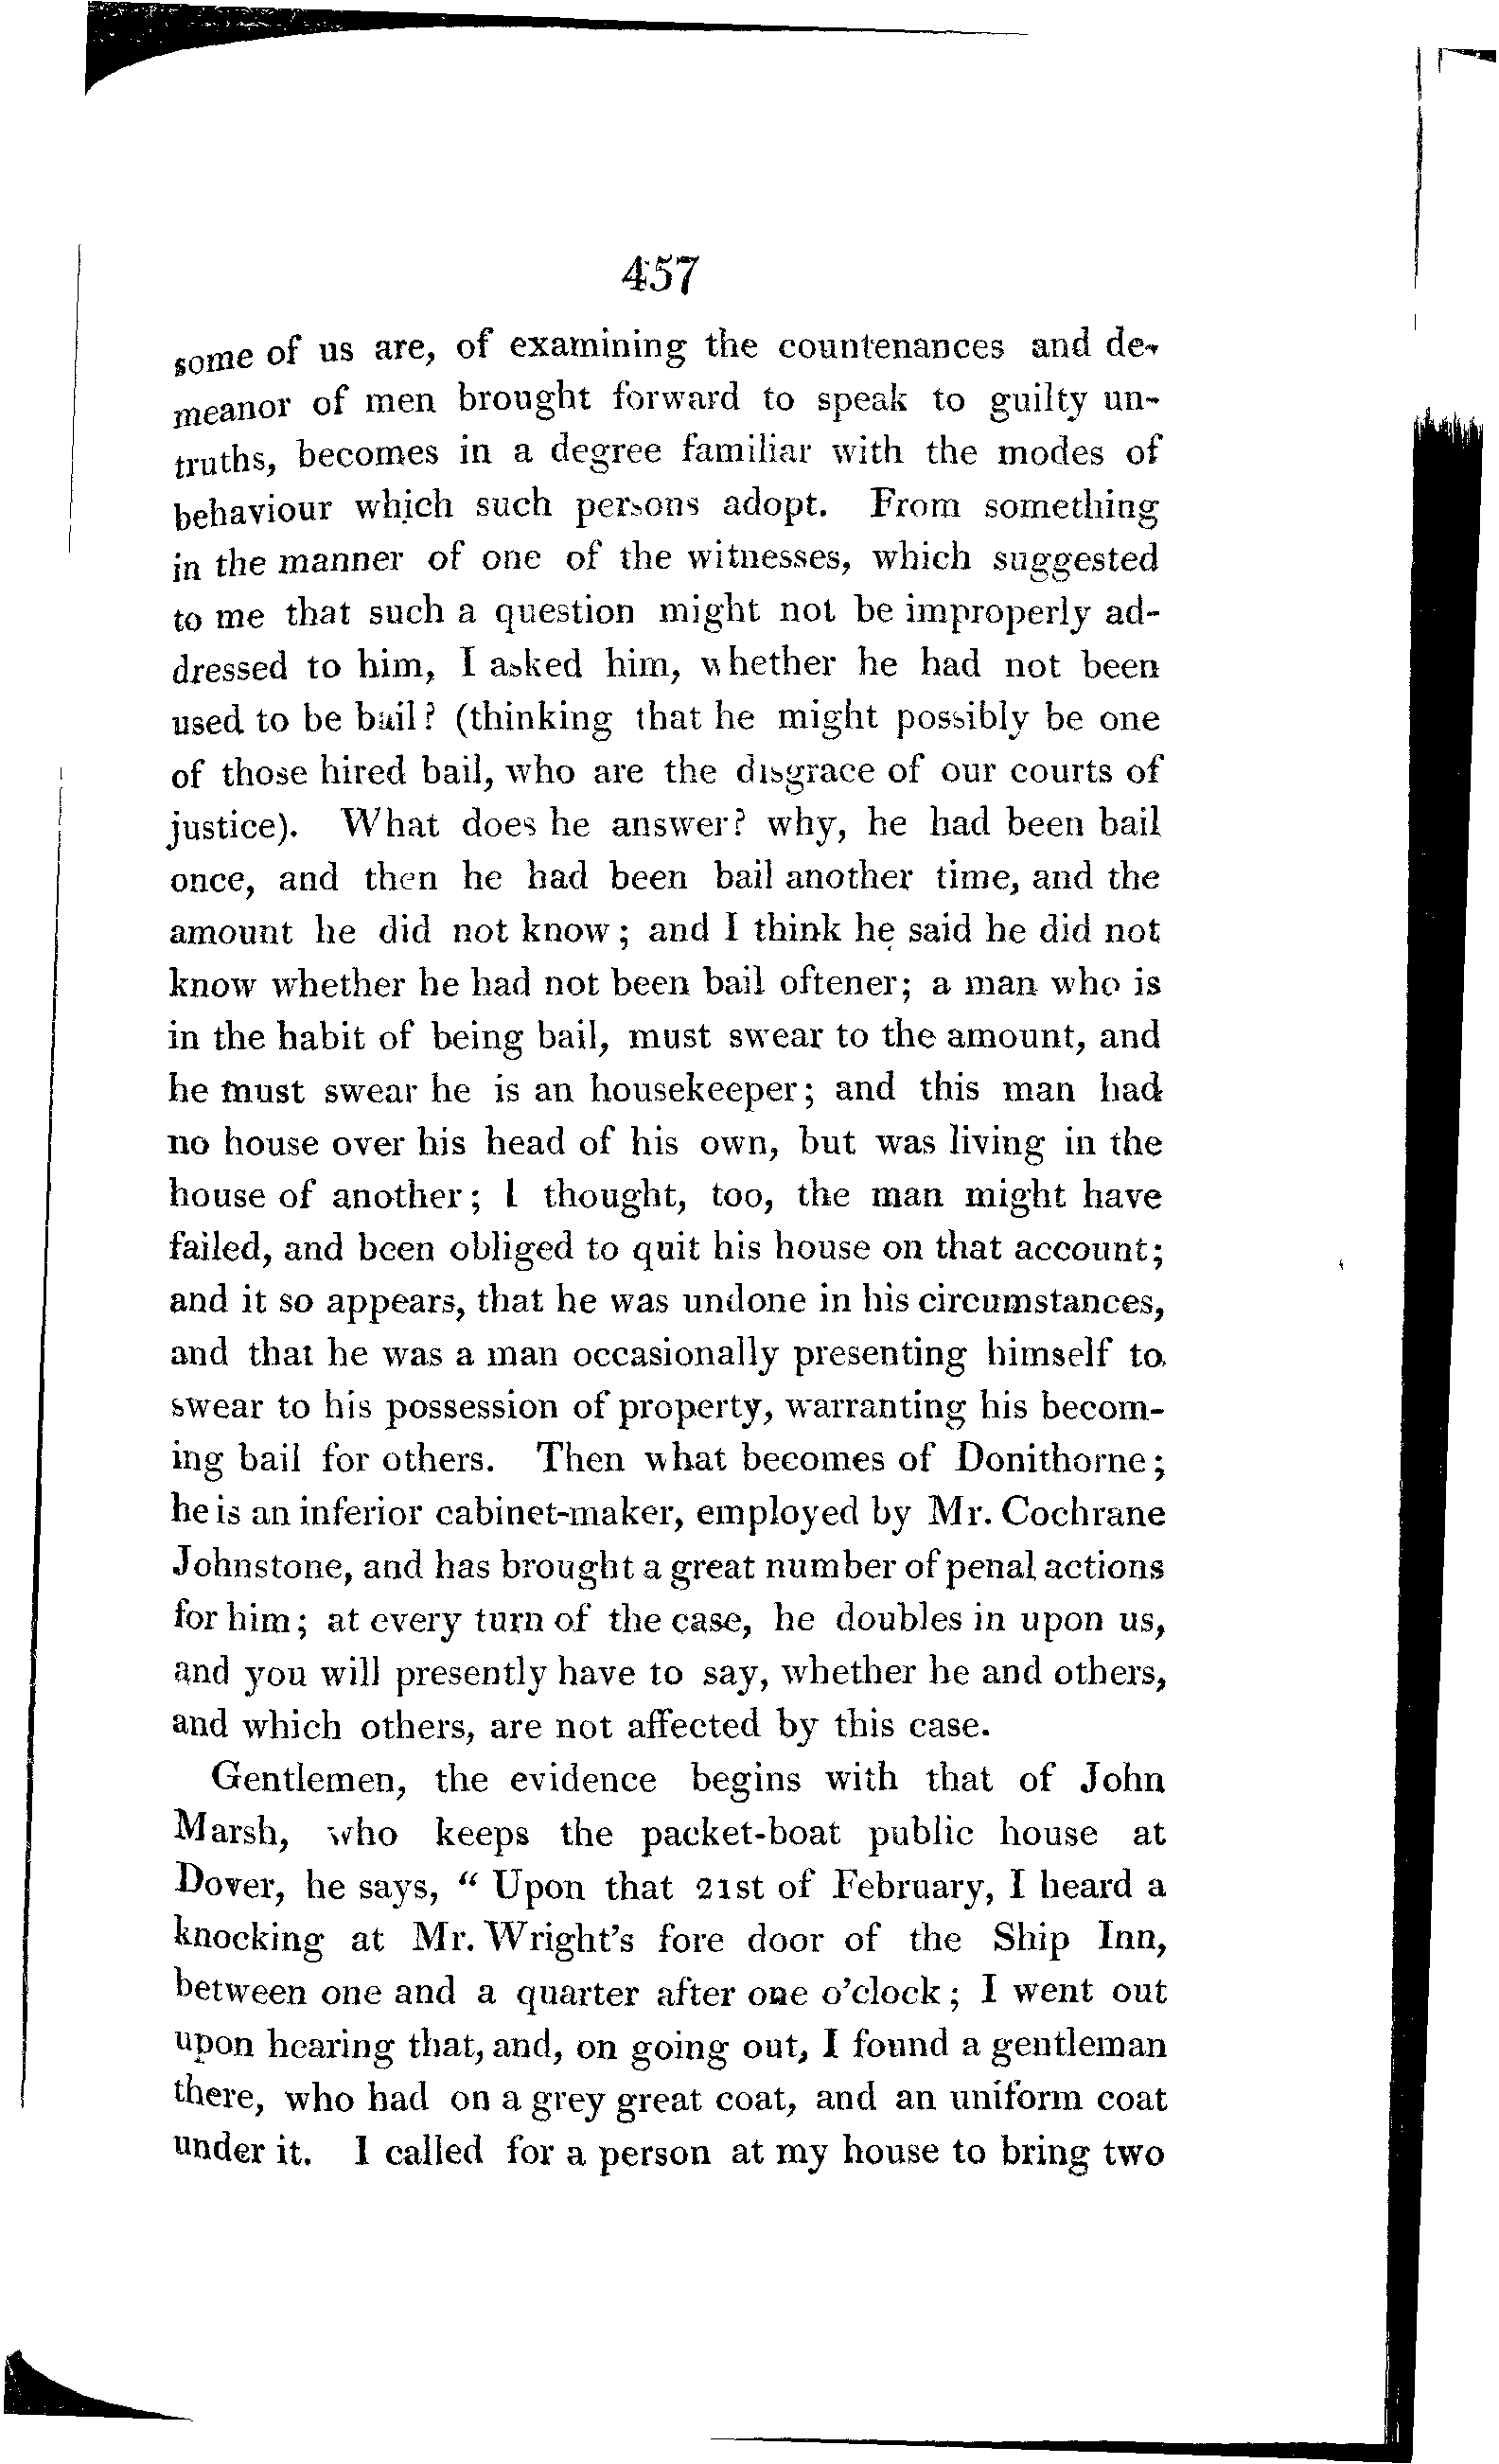 457
some of us are, of examining the countenances and de-
meanor of men brought forward to speak to guilty un-
truths, becomes in a degree familiar with the modes of
behaviour which such persons adopt. From something
in the manner of one of the witnesses, which suggested
to me that such a question might not be improperly ad-
dressed to him, I asked him, whether he had not been
used to be bail? (thinking that he might possibly be one
of those hired bail, who are the disgrace of our courts of
justice). What does he answer? why, he had been bail
once, and then he had been bail another time, and the
amount he did not know; and I think he said he did not
know whether he had not been bail oftener; a man who is
in the habit of being bail, must swear to the amount, and
he must swear he is an housekeeper; and this man had
no house over his head of his own, but was living in the
house of another; I thought, too, the man might have
failed, and been obliged to quit his house on that account;
and it so appears, that he was undone in his circumstances,
and that he was a man occasionally presenting himself to
swear to his possession of property, warranting his becom-
ing bail for others. Then what becomes of Donithorne;
he is an inferior cabinet-maker, employed by Mr. Cochrane
Johnstone, and has brought a great number of penal actions
for him; at every turn of the case, he doubles in upon us,
and you will presently have to say, whether he and others,
and which others, are not affected by this case.
Gentlemen, the evidence begins with that of John
Marsh, who keeps the packet-boat public house at
Dover, he says, “ Upon that 21st of February, I heard a
knocking at Mr. Wright's fore door of the Ship Inn,
between one and a quarter after one o'clock; I went out
upon hearing that, and, on going out, I found a gentleman
there, who had on a grey great coat, and an uniform coat
under it. I called for a person at my house to bring two